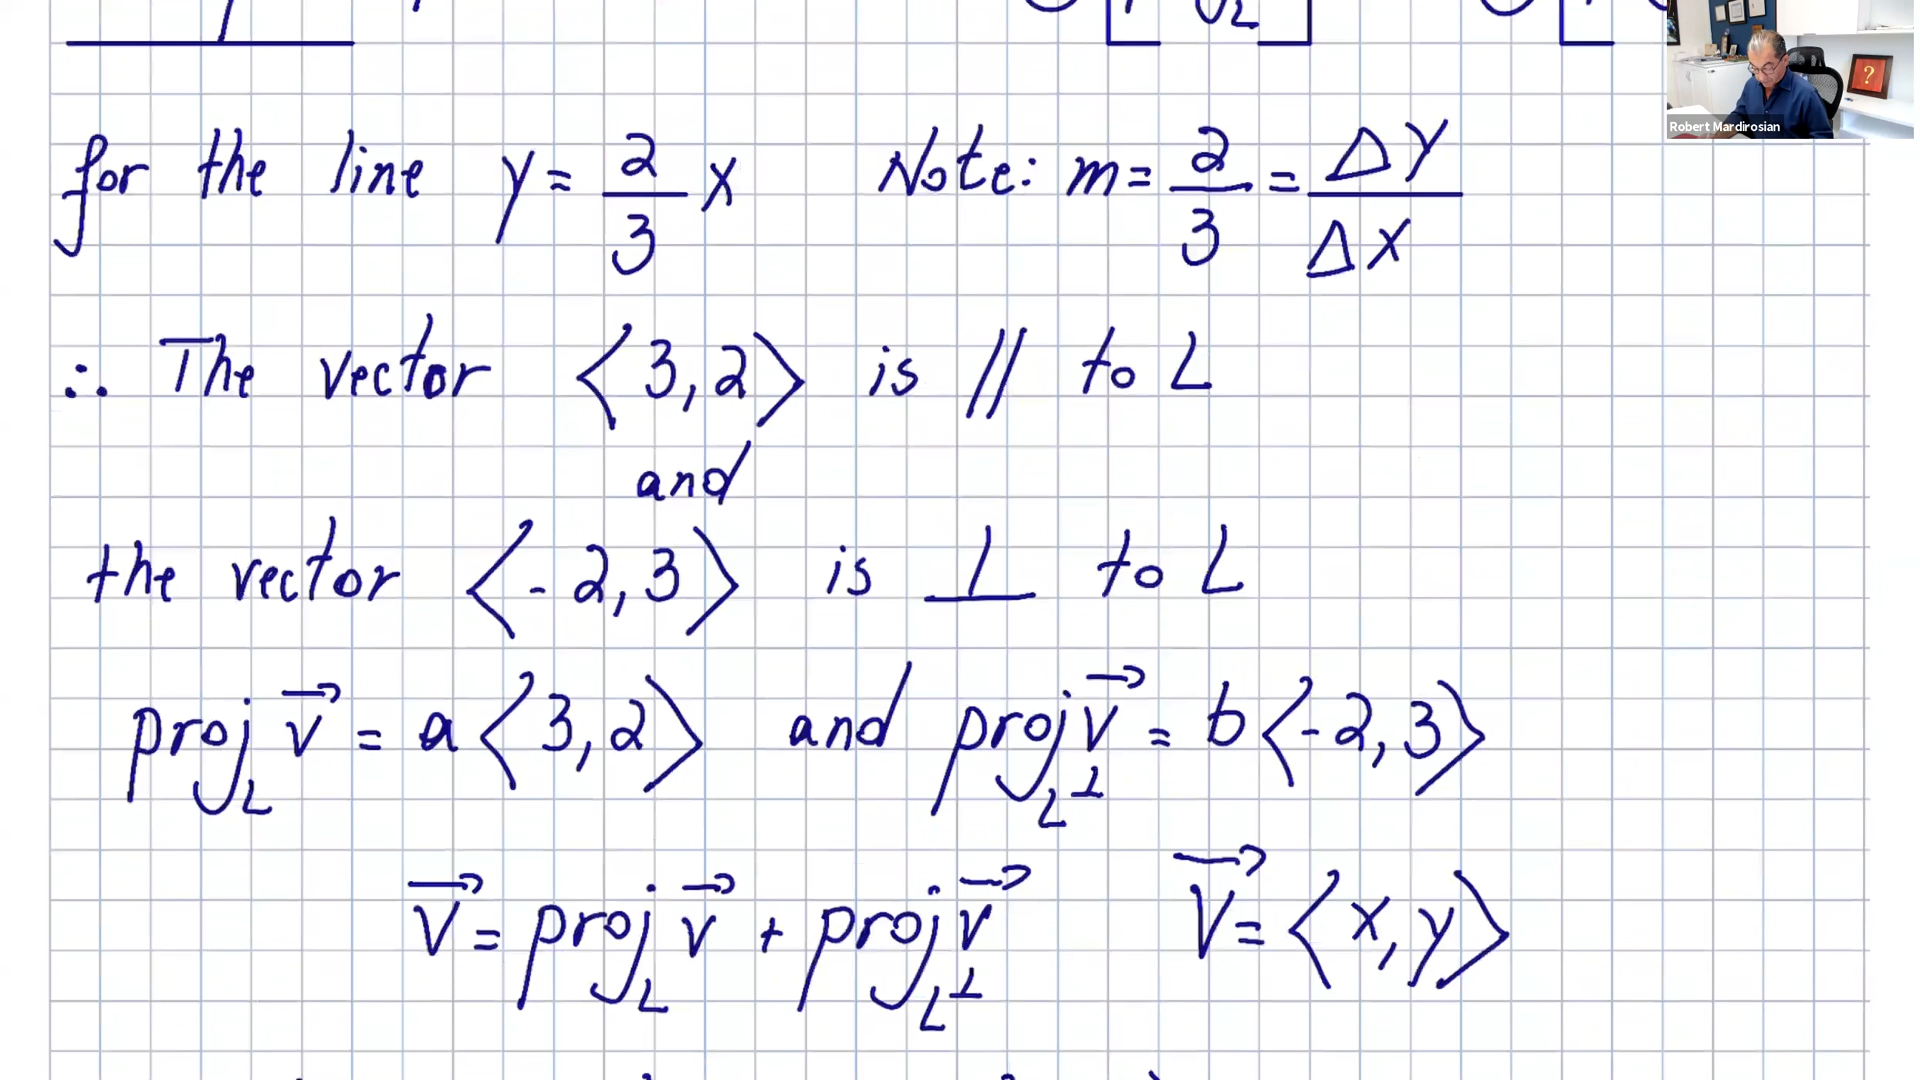 for the line y = 2/3 x Note: m = 2/3 = Δy/Δx
∴ The vector ⟨3, 2⟩ is // to L
and
the vector ⟨-2, 3⟩ is ⊥ to L
proj_L v⃗ = a⟨3, 2⟩ and proj_L⊥ v⃗ = b⟨-2, 3⟩
v⃗ = proj_L v⃗ + proj_L⊥ v⃗ v⃗ = ⟨x, y⟩
?
Robert Mardirosian